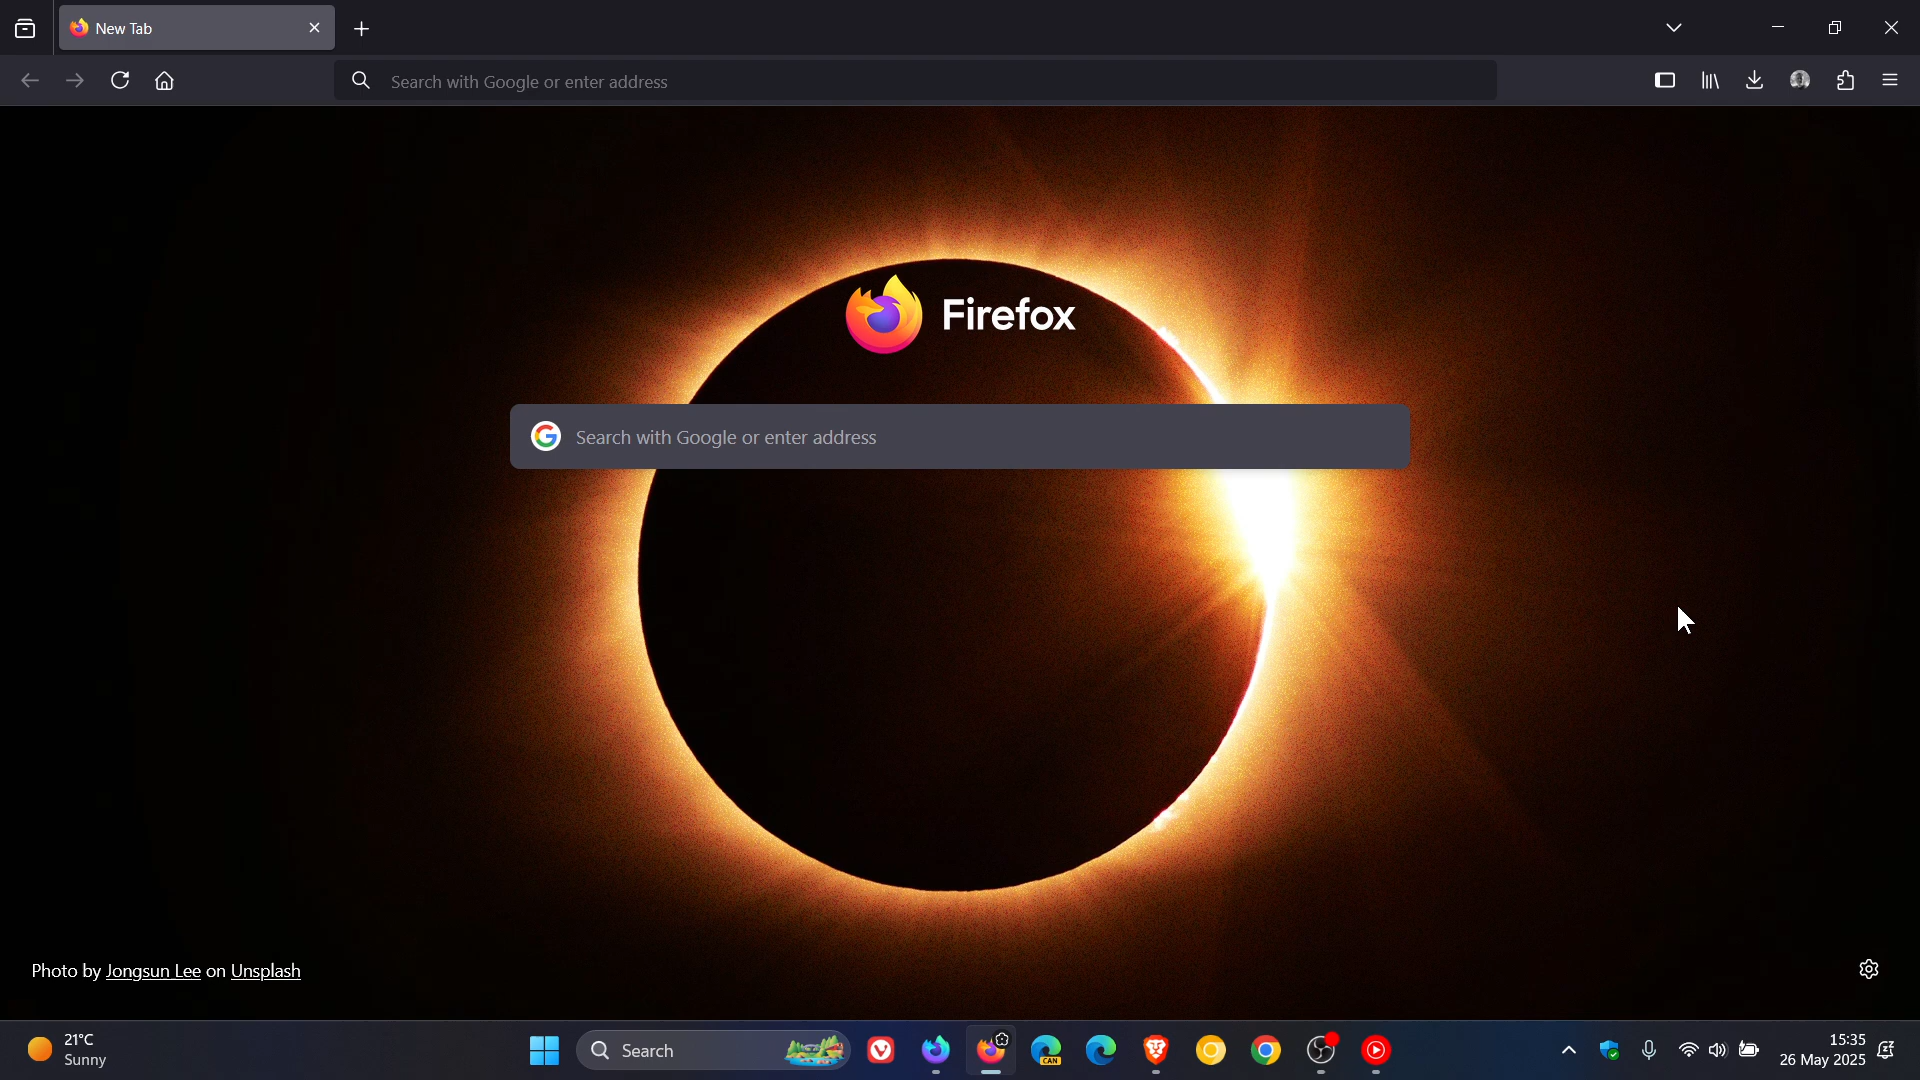 New Tab
Search with Google or enter address
Firefox
Search with Google or enter address
Photo by Jongsun Lee on Unsplash
21°C
Sunny
Search
CAN
15:35
26 May 2025